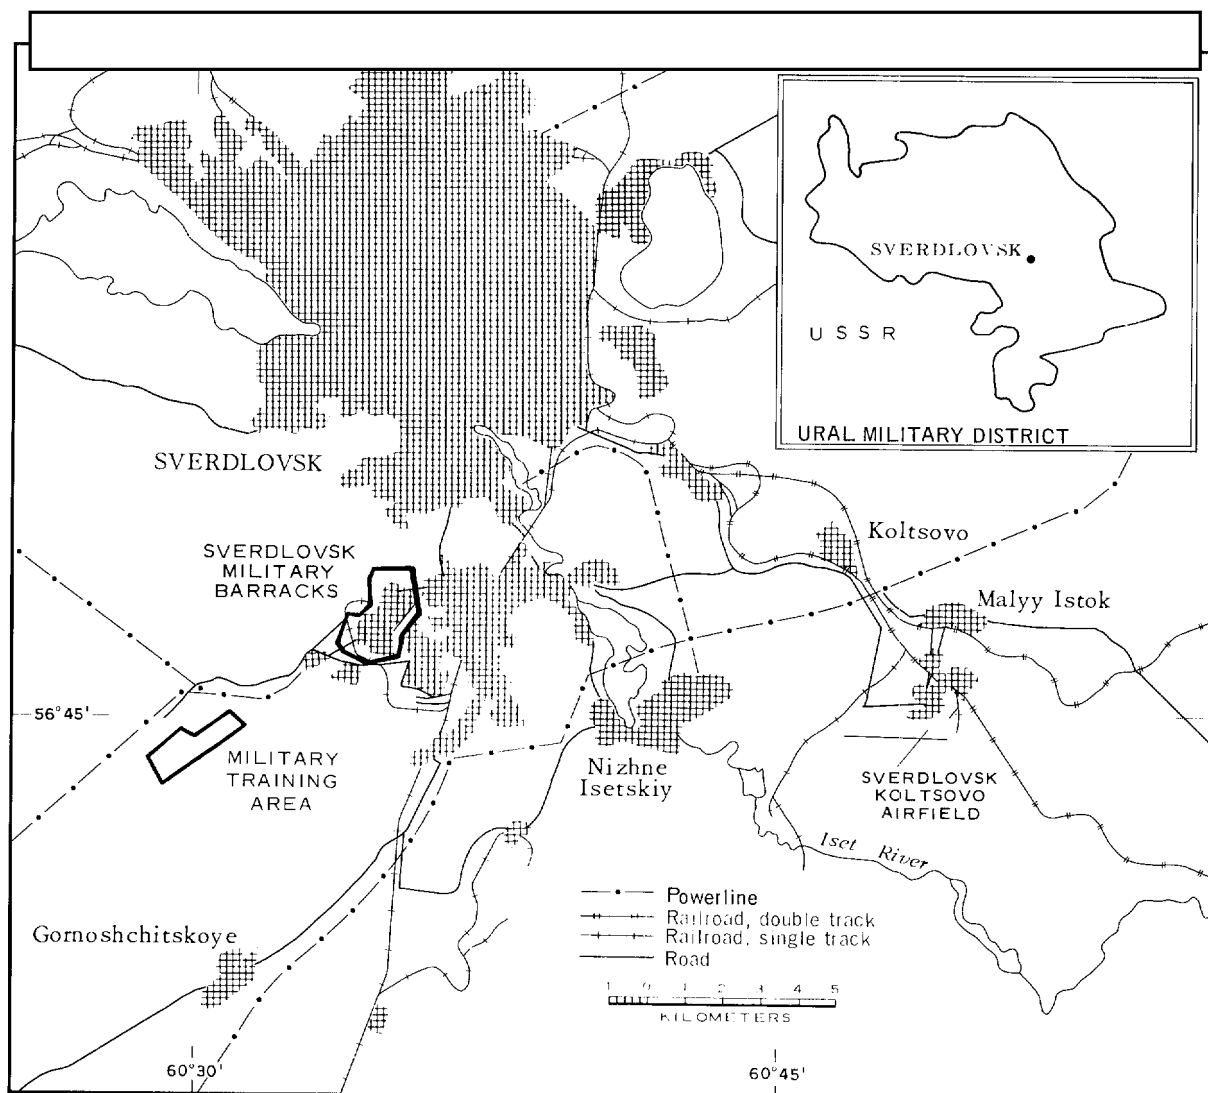 SVERDLOVSK
U S S R
URAL MILITARY DISTRICT
SVERDLOVSK
Koltsovo
SVERDLOVSK
MILITARY
BARRACKS
Malyy Istok
56°45'
MILITARY
TRAINING
AREA
Nizhne
Isetskiy
SVERDLOVSK
KOLTSOVO
AIRFIELD
Iset River
Powerline
Railroad, double track
Railroad, single track
Road
Gornoshchitskoye
1 0 1 2 3 4 5
KILOMETERS
60°30'
60°45'